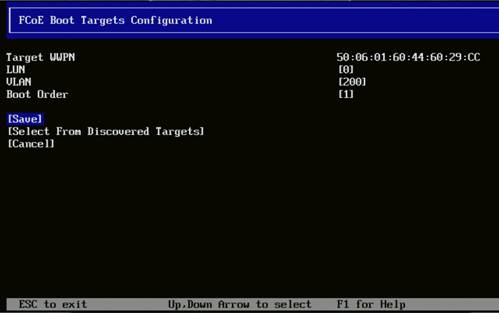 FCoE Boot Targets Configuration
Target WWPN 50:06:01:60:44:60:29:CC
LUN [0]
VLAN [200]
Boot Order [1]
[Save]
[Select From Discovered Targets]
[Cancel]
ESC to exit Up,Down Arrow to select F1 for Help